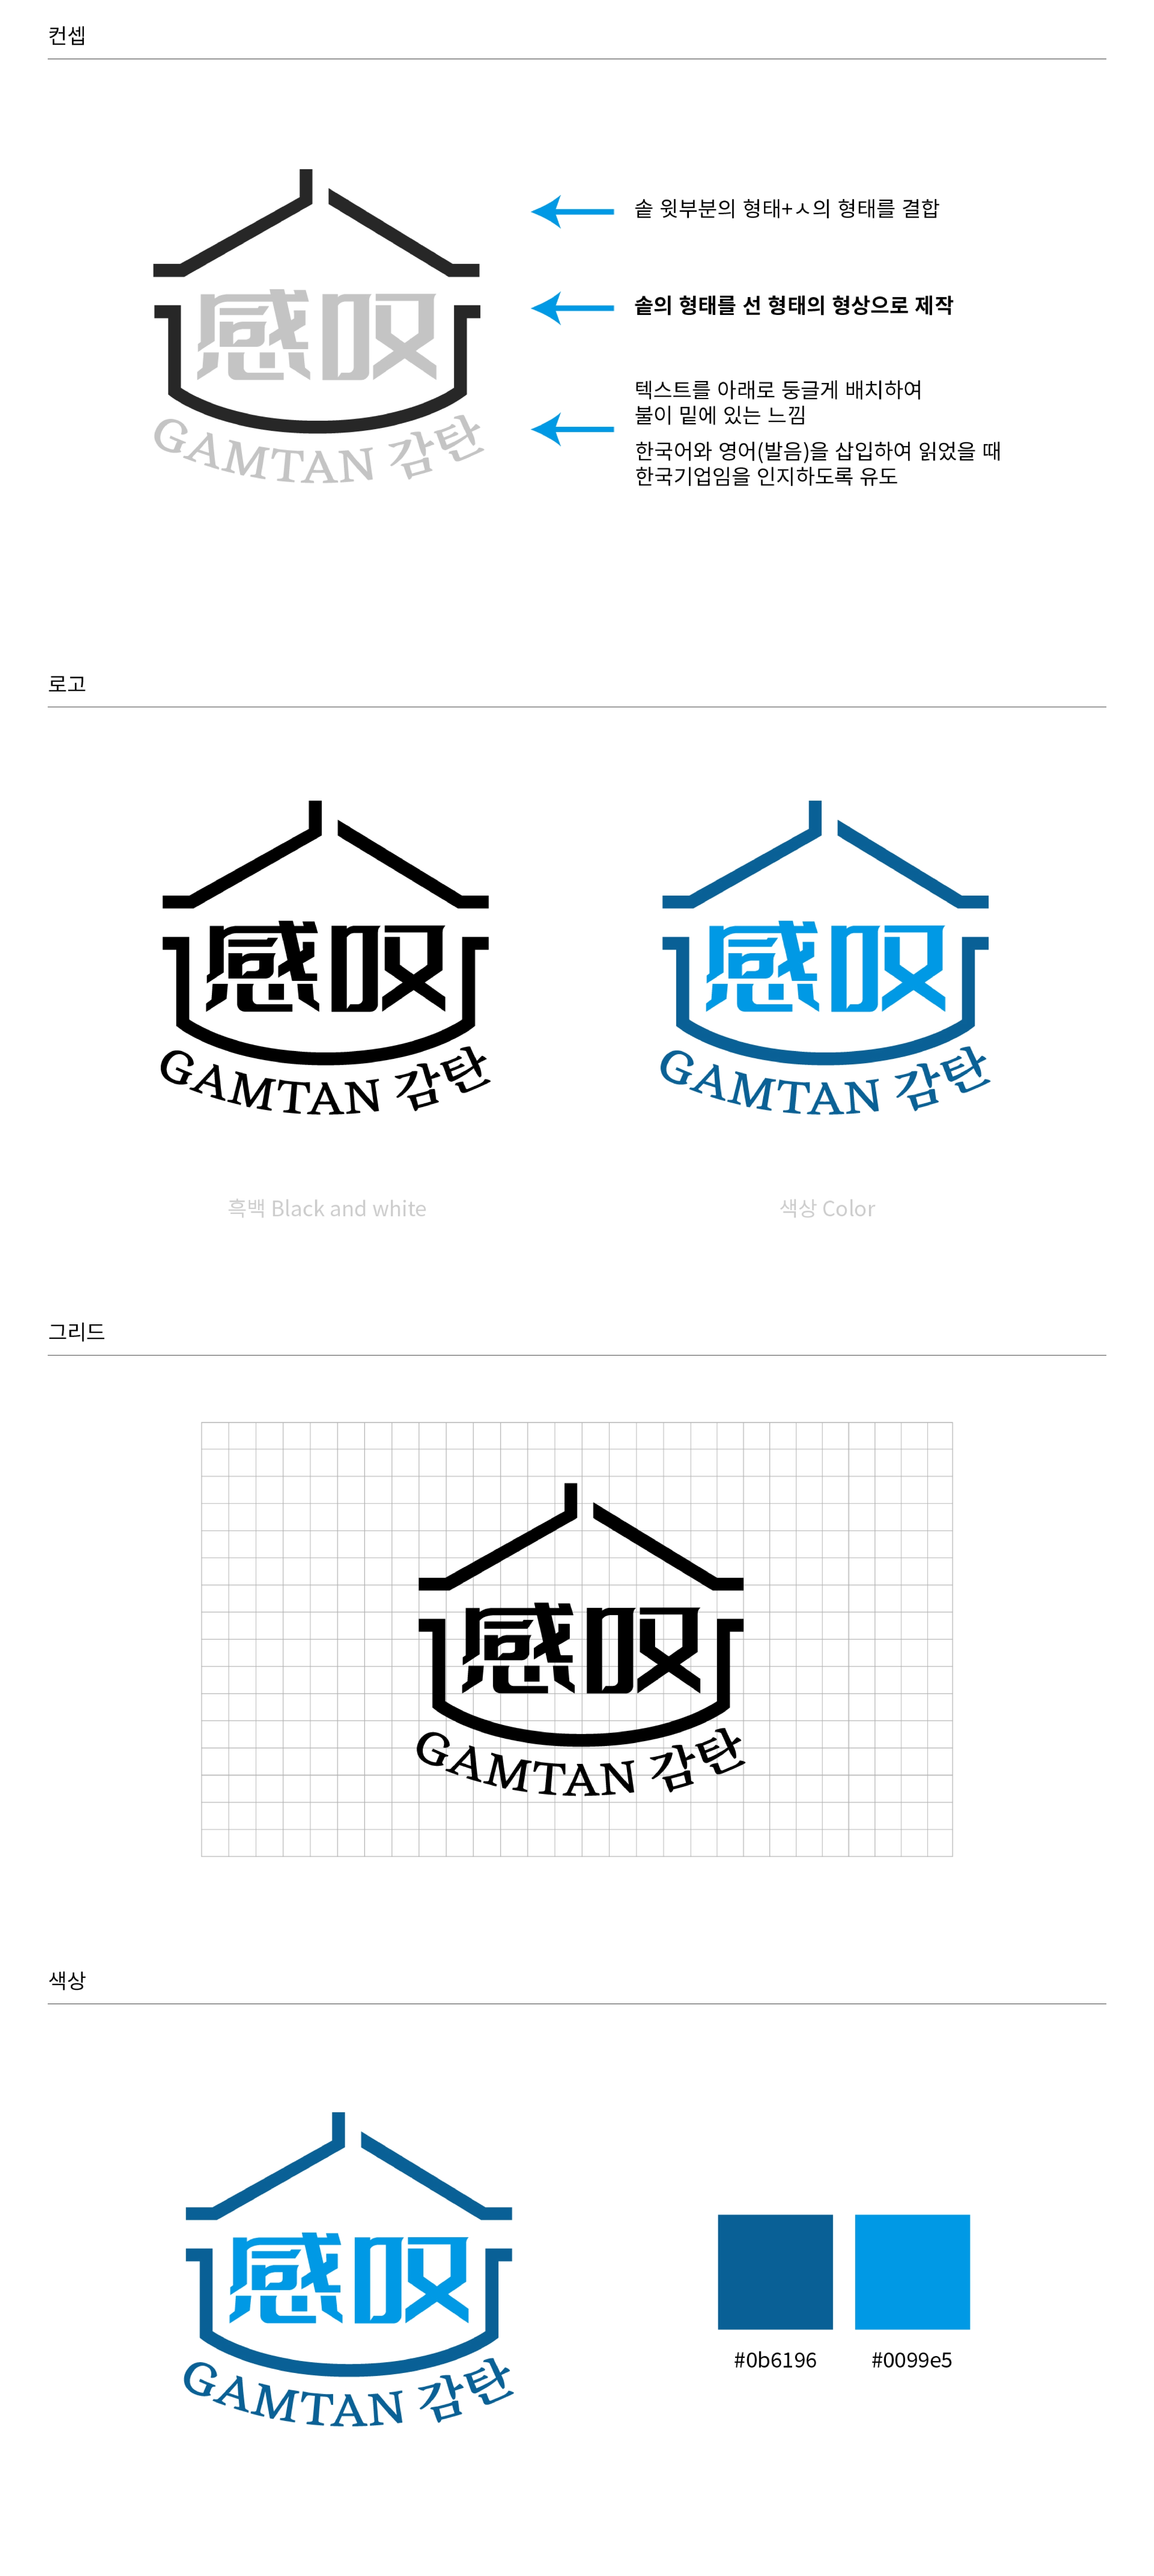 컨셉
솥 윗부분의 형태+ㅅ의 형태를 결합
感叹
솥의 형태를 선 형태의 형상으로 제작
GAMTAN 감탄
텍스트를 아래로 둥글게 배치하여
불이 밑에 있는 느낌
한국어와 영어(발음)을 삽입하여 읽었을 때
한국기업임을 인지하도록 유도
로고
感叹
GAMTAN 감탄
흑백 Black and white
感叹
GAMTAN 감탄
색상 Color
그리드
感叹
GAMTAN 감탄
색상
感叹
GAMTAN 감탄
#0b6196
#0099e5